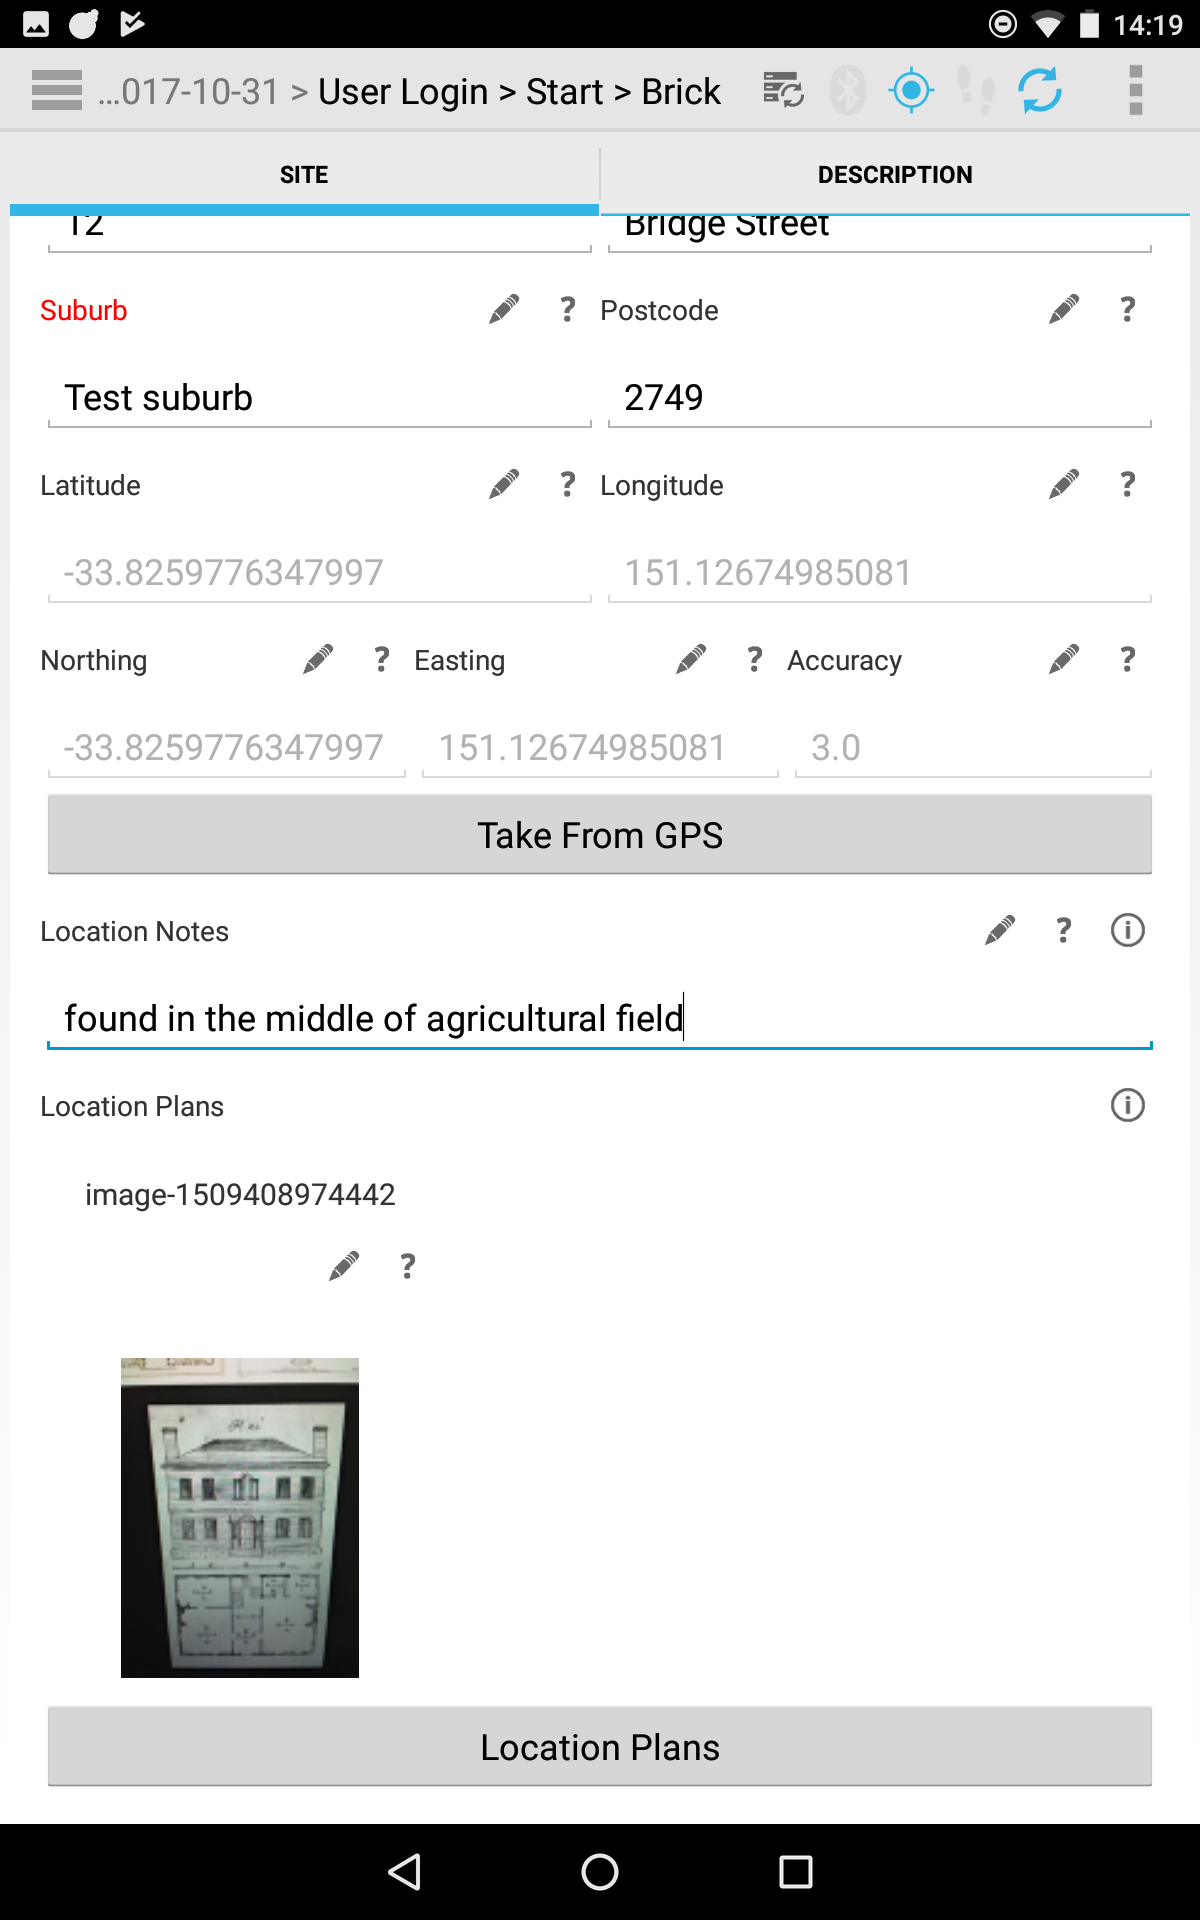 14:19
...017-10-31 > User Login > Start > Brick
SITE DESCRIPTION
12 Bridge Street
Suburb ? Postcode ?
Test suburb 2749
Latitude ? Longitude ?
-33.8259776347997 151.12674985081
Northing ? Easting ? Accuracy ?
-33.8259776347997 151.12674985081 3.0
Take From GPS
Location Notes ?
found in the middle of agricultural field
Location Plans
image-1509408974442
?
Location Plans